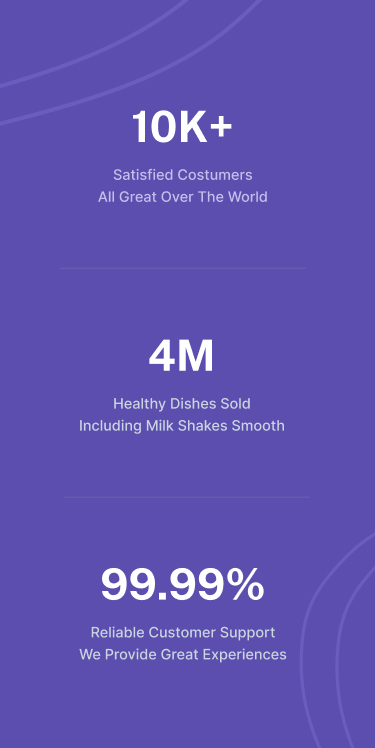 10K+
Satisfied Costumers
All Great Over The World
4M
Healthy Dishes Sold
Including Milk Shakes Smooth
99.99%
Reliable Customer Support
We Provide Great Experiences